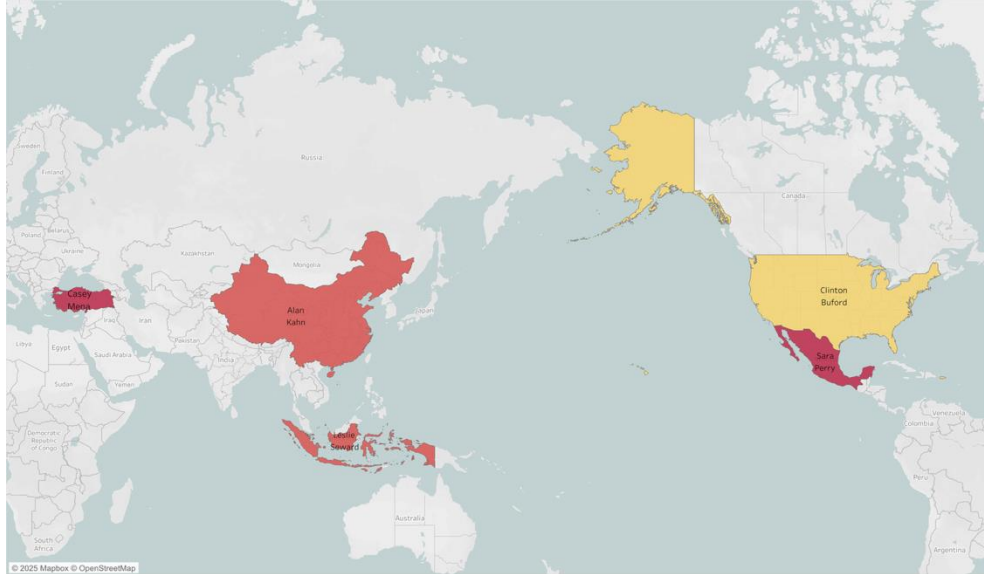 Sweden
Finland
Russia
Canada
Poland
Belarus
Ukraine
Kazakhstan
Mongolia
Casey
Mena
Clinton
Buford
Alan
Kahn
Japan
Iraq
Iran
Libya
Egypt
Pakistan
Saudi Arabia
India
Sara
Perry
Sudan
Yemen
Venezuela
Colombia
Democratic
Republic
of Congo
Leslie
Seward
Peru
Australia
South
Africa
Argentina
© 2025 Mapbox © OpenStreetMap